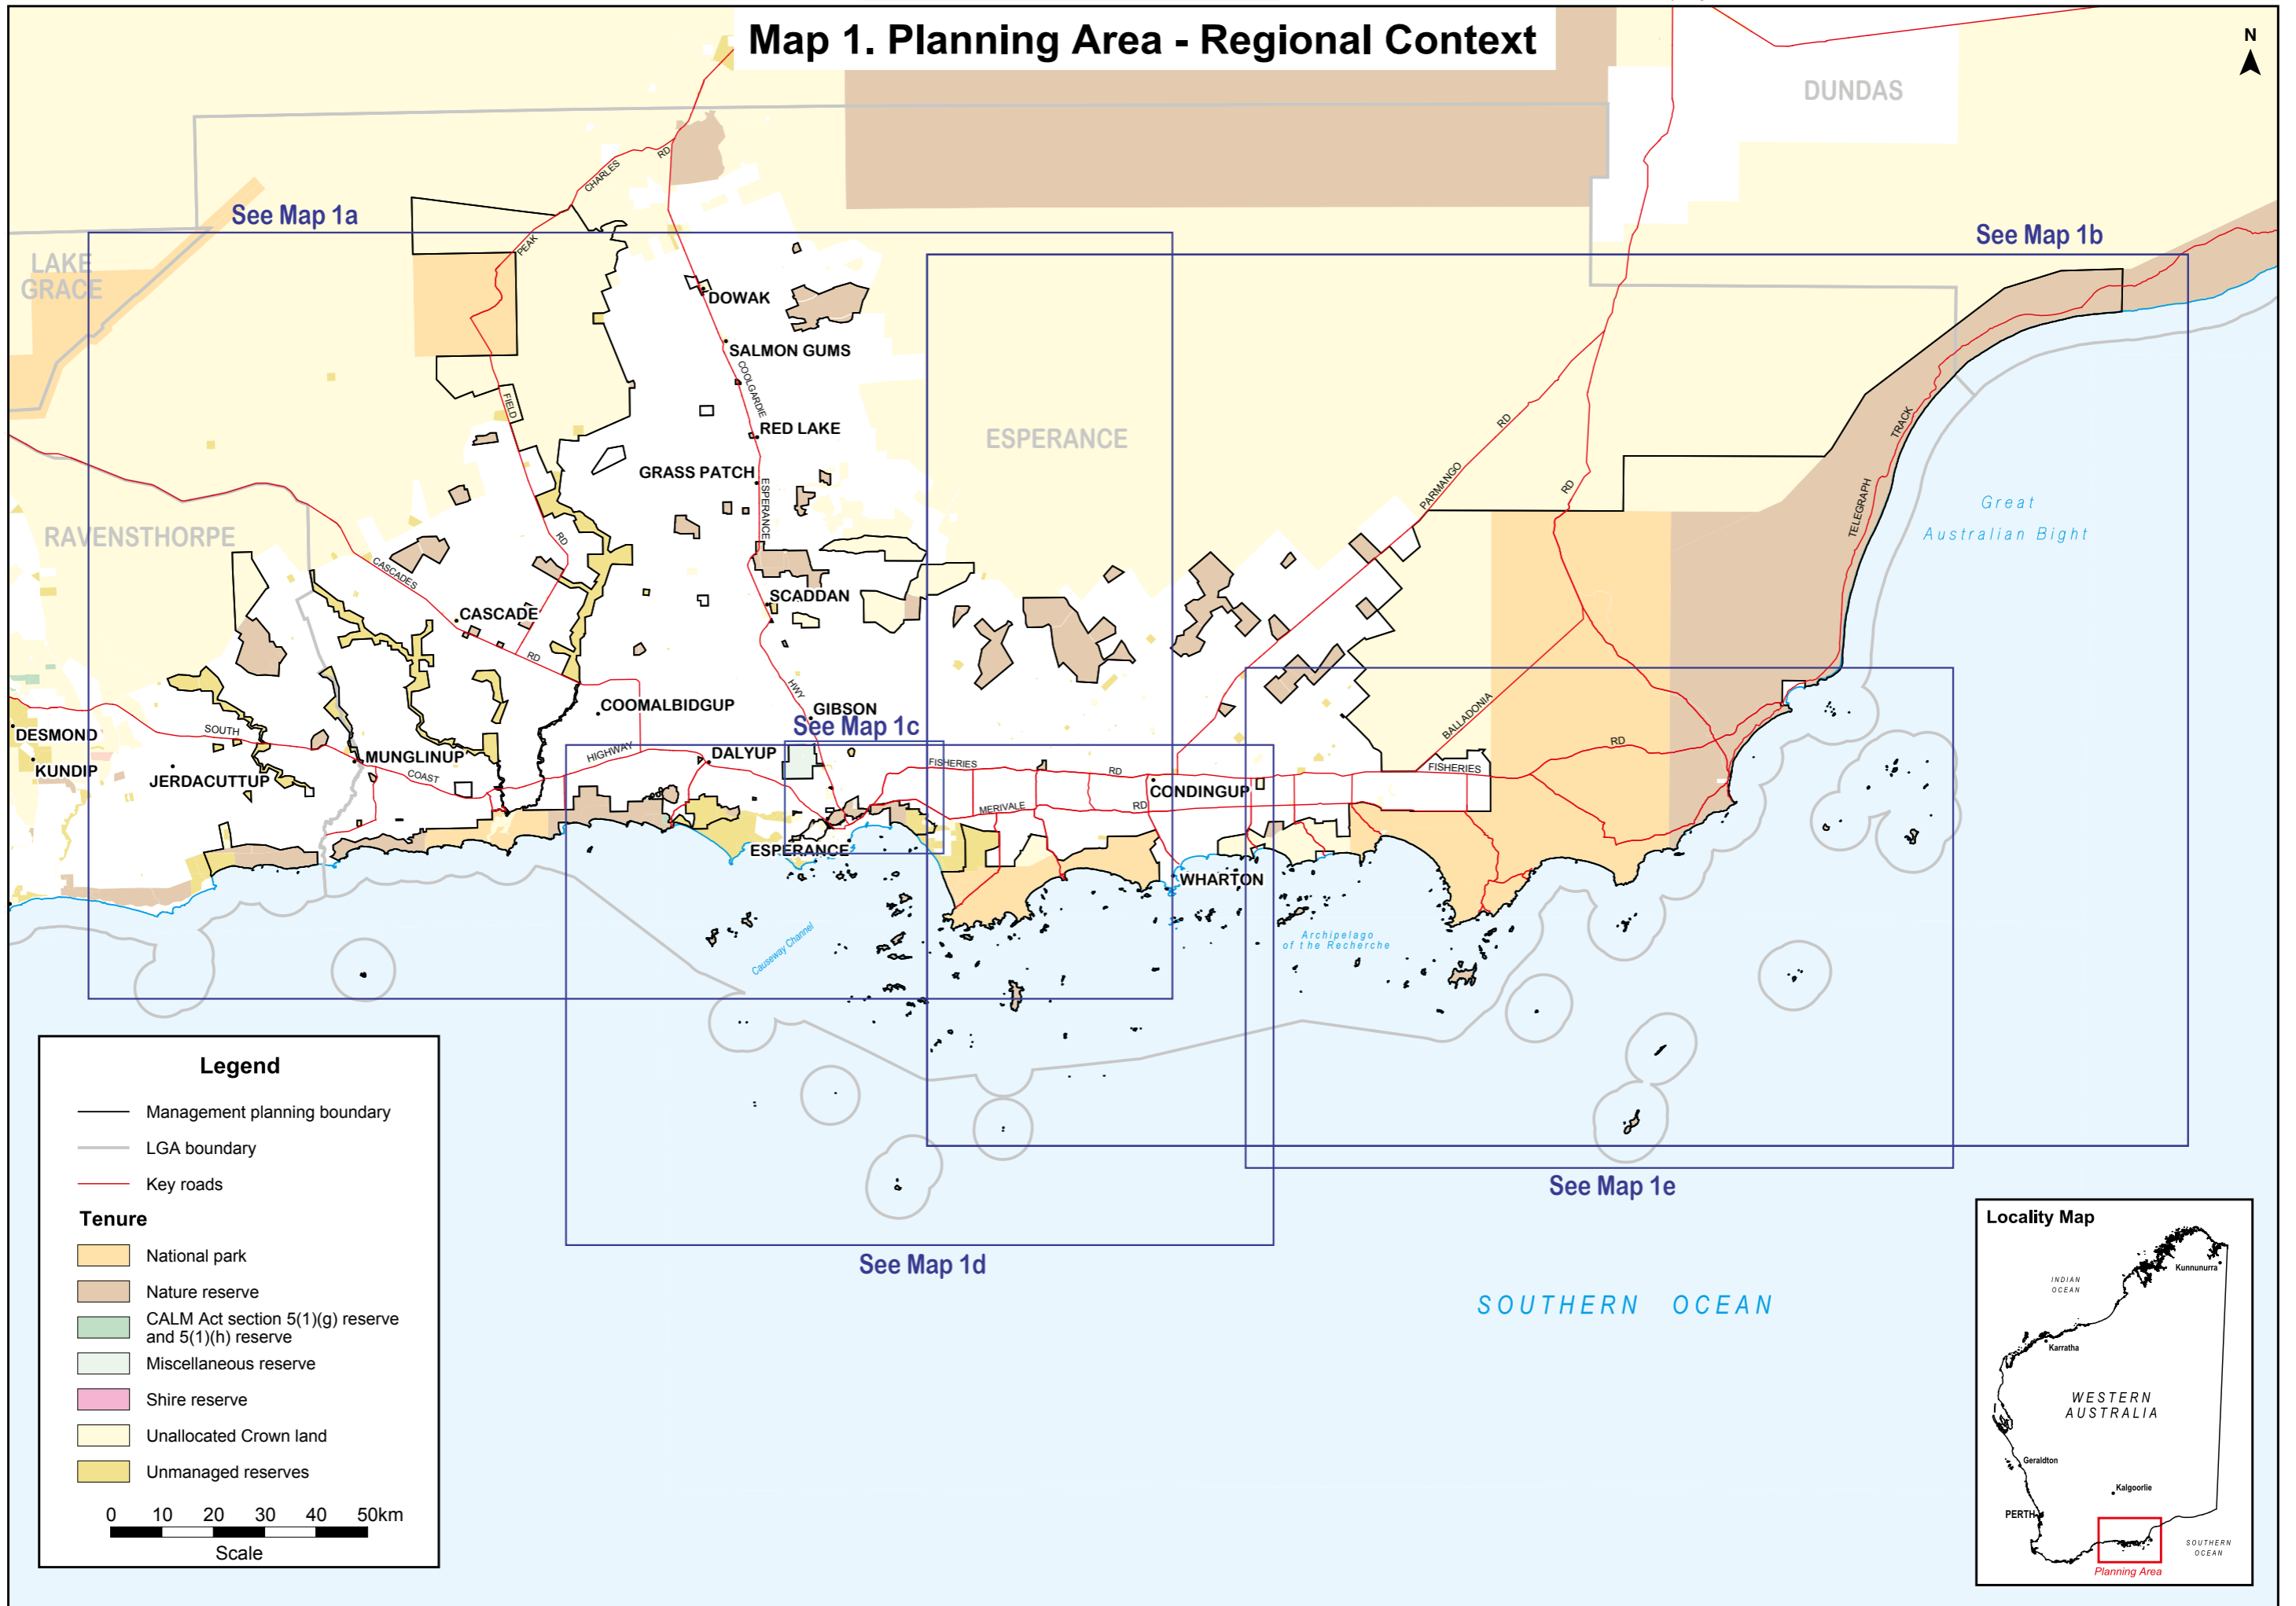 Map 1. Planning Area - Regional Context
N
DUNDAS
CHARLES
RD
See Map 1a
PEAK
See Map 1b
LAKE
GRACE
DOWAK
SALMON GUMS
COOLGARDIE
FIELD
RED LAKE
ESPERANCE
RD
TRACK
GRASS PATCH
ESPERANCE
PARMANGO
RD
TELEGRAPH
Great
Australian Bight
RAVENSTHORPE
RD
CASCADES
CASCADE
SCADDAN
RD
HWY
COOMALBIDGUP
GIBSON
See Map 1c
BALLADONIA
DESMOND
SOUTH
KUNDIP
JERDACUTTUP
MUNGLINUP
COAST
HIGHWAY
DALYUP
FISHERIES
RD
FISHERIES
RD
CONDINGUP
MERIVALE
RD
ESPERANCE
WHARTON
Causeway Channel
Archipelago
of the Recherche
See Map 1e
See Map 1d
SOUTHERN OCEAN
Legend
Management planning boundary
LGA boundary
Key roads
Tenure
National park
Nature reserve
CALM Act section 5(1)(g) reserve
and 5(1)(h) reserve
Miscellaneous reserve
Shire reserve
Unallocated Crown land
Unmanaged reserves
0 10 20 30 40 50km
Scale
Locality Map
Kununurra
INDIAN
OCEAN
Karratha
WESTERN
AUSTRALIA
Geraldton
Kalgoorlie
PERTH
SOUTHERN
OCEAN
Planning Area